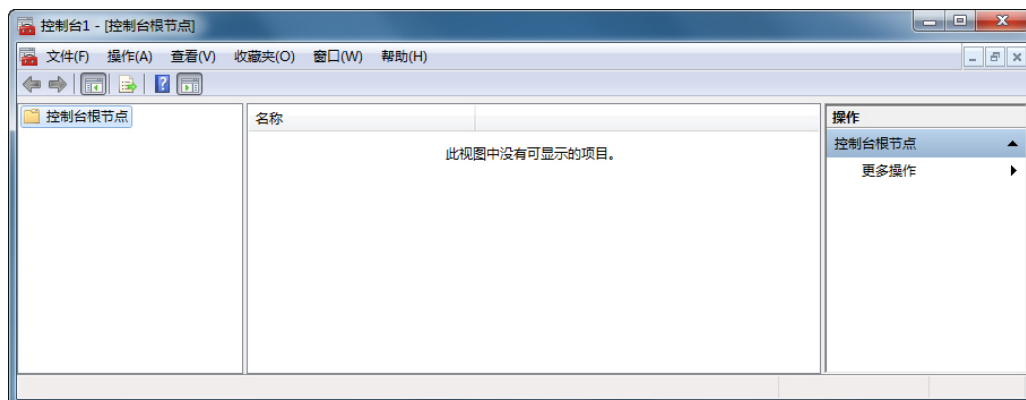 控制台1 - [控制台根节点]
文件(F) 操作(A) 查看(V) 收藏夹(O) 窗口(W) 帮助(H)
控制台根节点
名称
此视图中没有可显示的项目。
操作
控制台根节点
更多操作